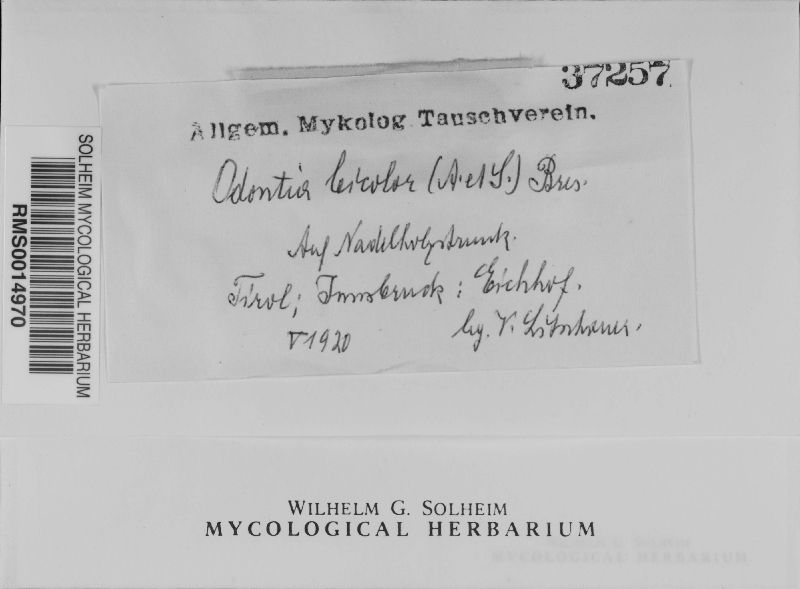 37257
Allgem. Mykolog. Tauschverein.
Odontia bicolor (A. et S.) Bres.
Auf Nadelholzstrunk.
Tirol; Innsbruck: Eichhof.
V 1920 leg. V. Litschauer.
SOLHEIM MYCOLOGICAL HERBARIUM
RMS0014970
WILHELM G. SOLHEIM
MYCOLOGICAL HERBARIUM